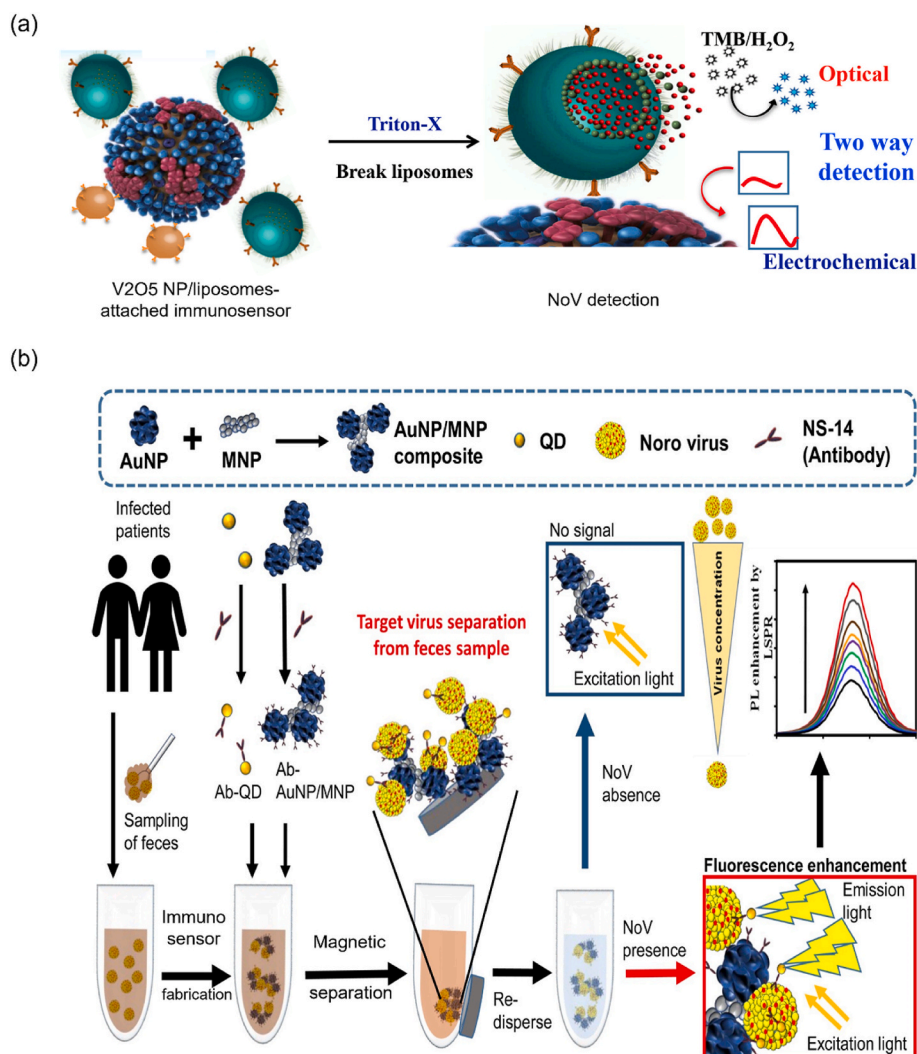 (a)
TMB/H₂O₂
Optical
Triton-X
Break liposomes
Two way
detection
Electrochemical
V2O5 NP/liposomes-
attached immunosensor
NoV detection
(b)
AuNP
+
MNP
AuNP/MNP
composite
QD
Noro virus
NS-14
(Antibody)
Infected
patients
No signal
Excitation light
Virus concentration
PL enhancement by
LSPR
Target virus separation
from feces sample
Ab-QD
Ab-
AuNP/MNP
Sampling
of feces
NoV
absence
Fluorescence enhancement
Emission
light
Excitation light
Immuno
sensor
fabrication
Magnetic
separation
Re-
disperse
NoV
presence